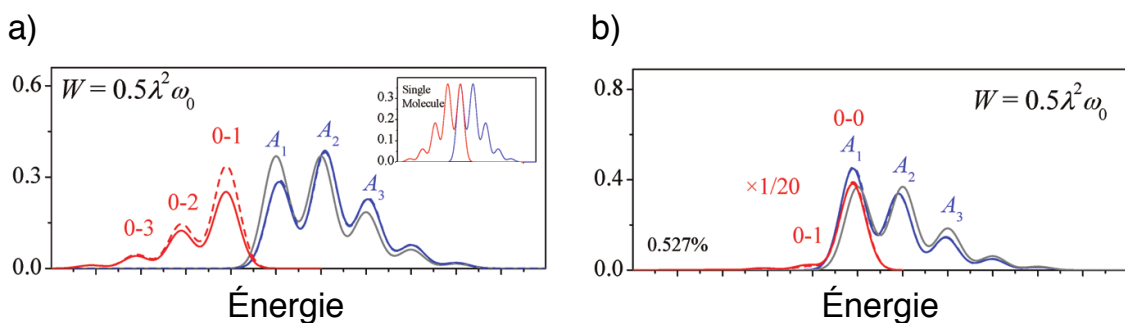 a)
0.6
0.3
0.0
W = 0.5λ²ω₀
0-3
0-2
0-1
A₁
A₂
A₃
Single
Molecule
0.3
0.2
0.1
0.0
Énergie
b)
0.8
0.4
0.0
W = 0.5λ²ω₀
0-0
A₁
A₂
A₃
×1/20
0-1
0.527%
Énergie